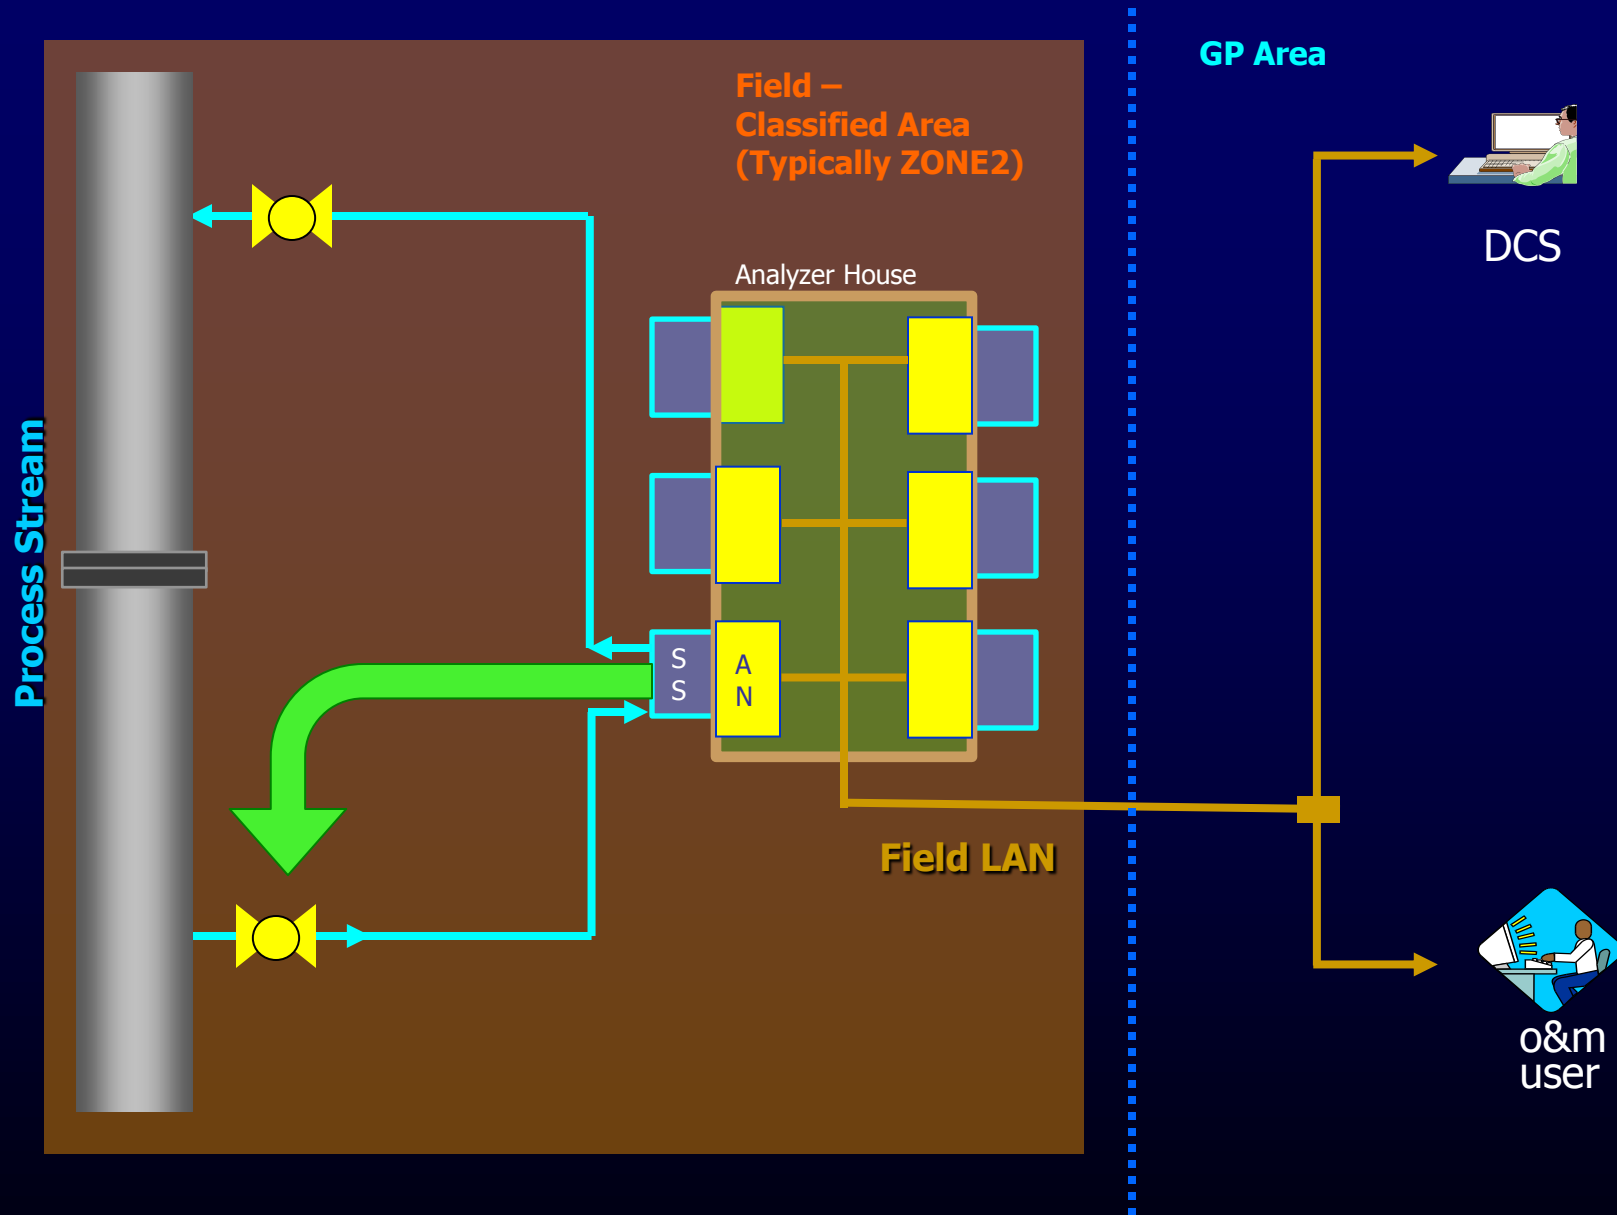 GP Area
Field –
Classified Area
(Typically ZONE2)
DCS
Analyzer House
Process Stream
S
S
A
N
Field LAN
o&m
user